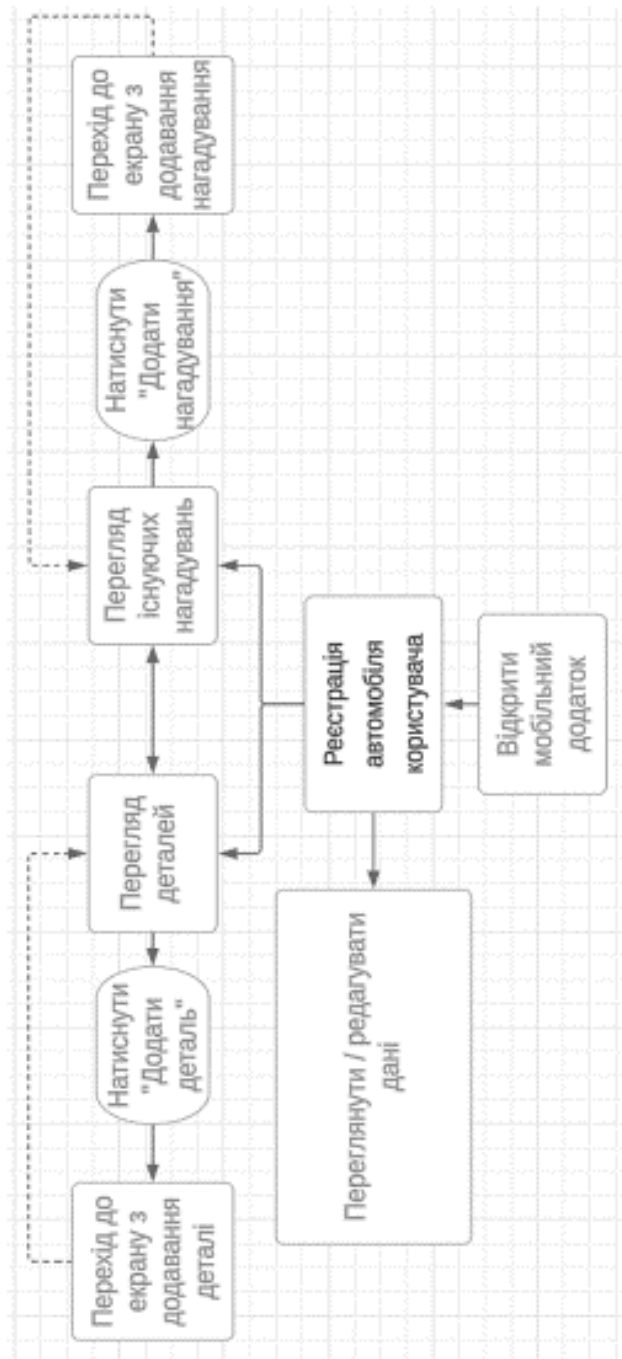 Перехід до
екрану з
додавання
деталі
Натиснути
"Додати
деталь"
Перегляд
деталей
Перегляд
існуючих
нагадувань
Натиснути
"Додати
нагадування"
Перехід до
екрану з
додавання
нагадування
Переглянути / редагувати
дані
Реєстрація
автомобіля
користувача
Відкрити
мобільний
додаток